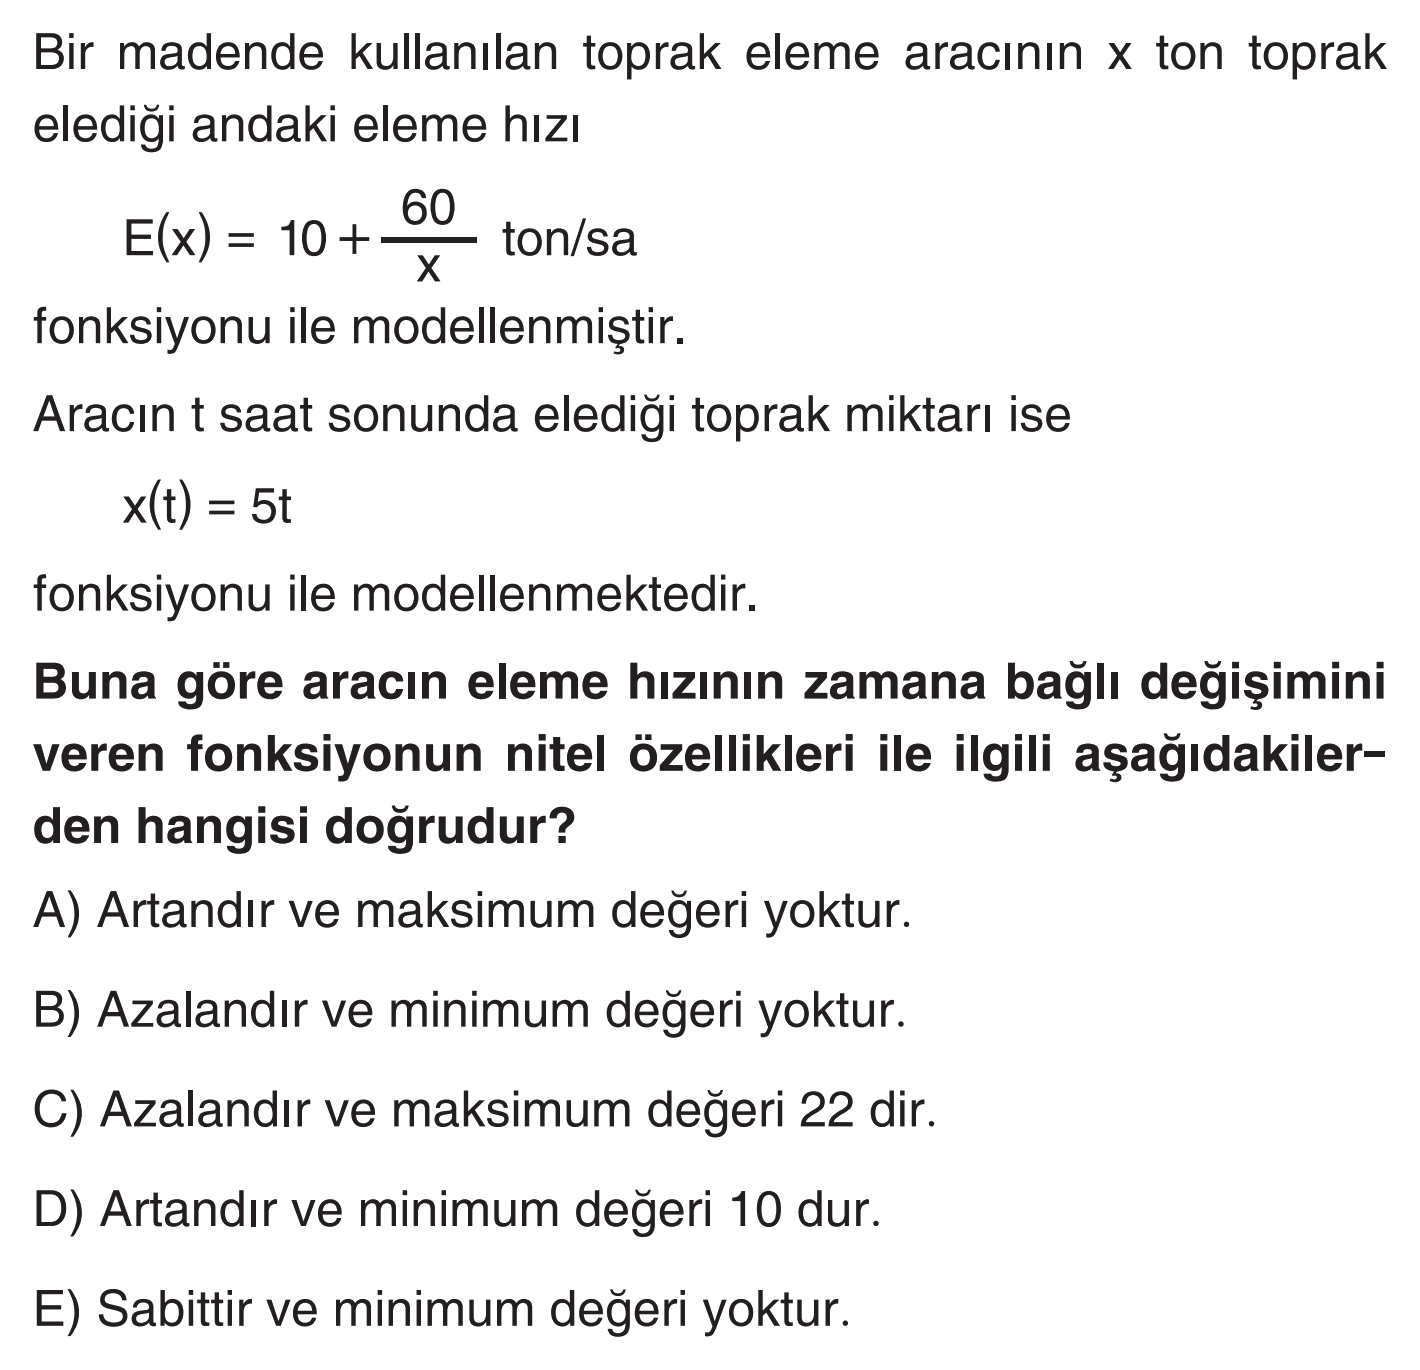 Bir madende kullanılan toprak eleme aracının x ton toprak
elediği andaki eleme hızı
E(x) = 10 + 60/x ton/sa
fonksiyonu ile modellenmiştir.
Aracın t saat sonunda elediği toprak miktarı ise
x(t) = 5t
fonksiyonu ile modellenmektedir.
Buna göre aracın eleme hızının zamana bağlı değişimini
veren fonksiyonun nitel özellikleri ile ilgili aşağıdakiler-
den hangisi doğrudur?
A) Artandır ve maksimum değeri yoktur.
B) Azalandır ve minimum değeri yoktur.
C) Azalandır ve maksimum değeri 22 dir.
D) Artandır ve minimum değeri 10 dur.
E) Sabittir ve minimum değeri yoktur.